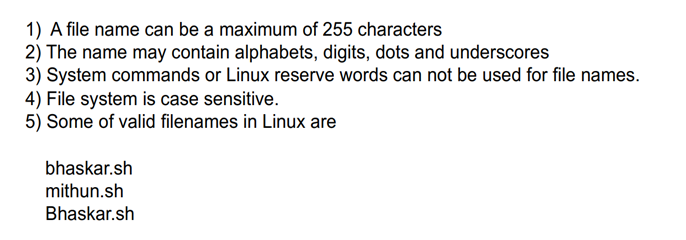 1) A file name can be a maximum of 255 characters
2) The name may contain alphabets, digits, dots and underscores
3) System commands or Linux reserve words can not be used for file names.
4) File system is case sensitive.
5) Some of valid filenames in Linux are
bhaskar.sh
mithun.sh
Bhaskar.sh